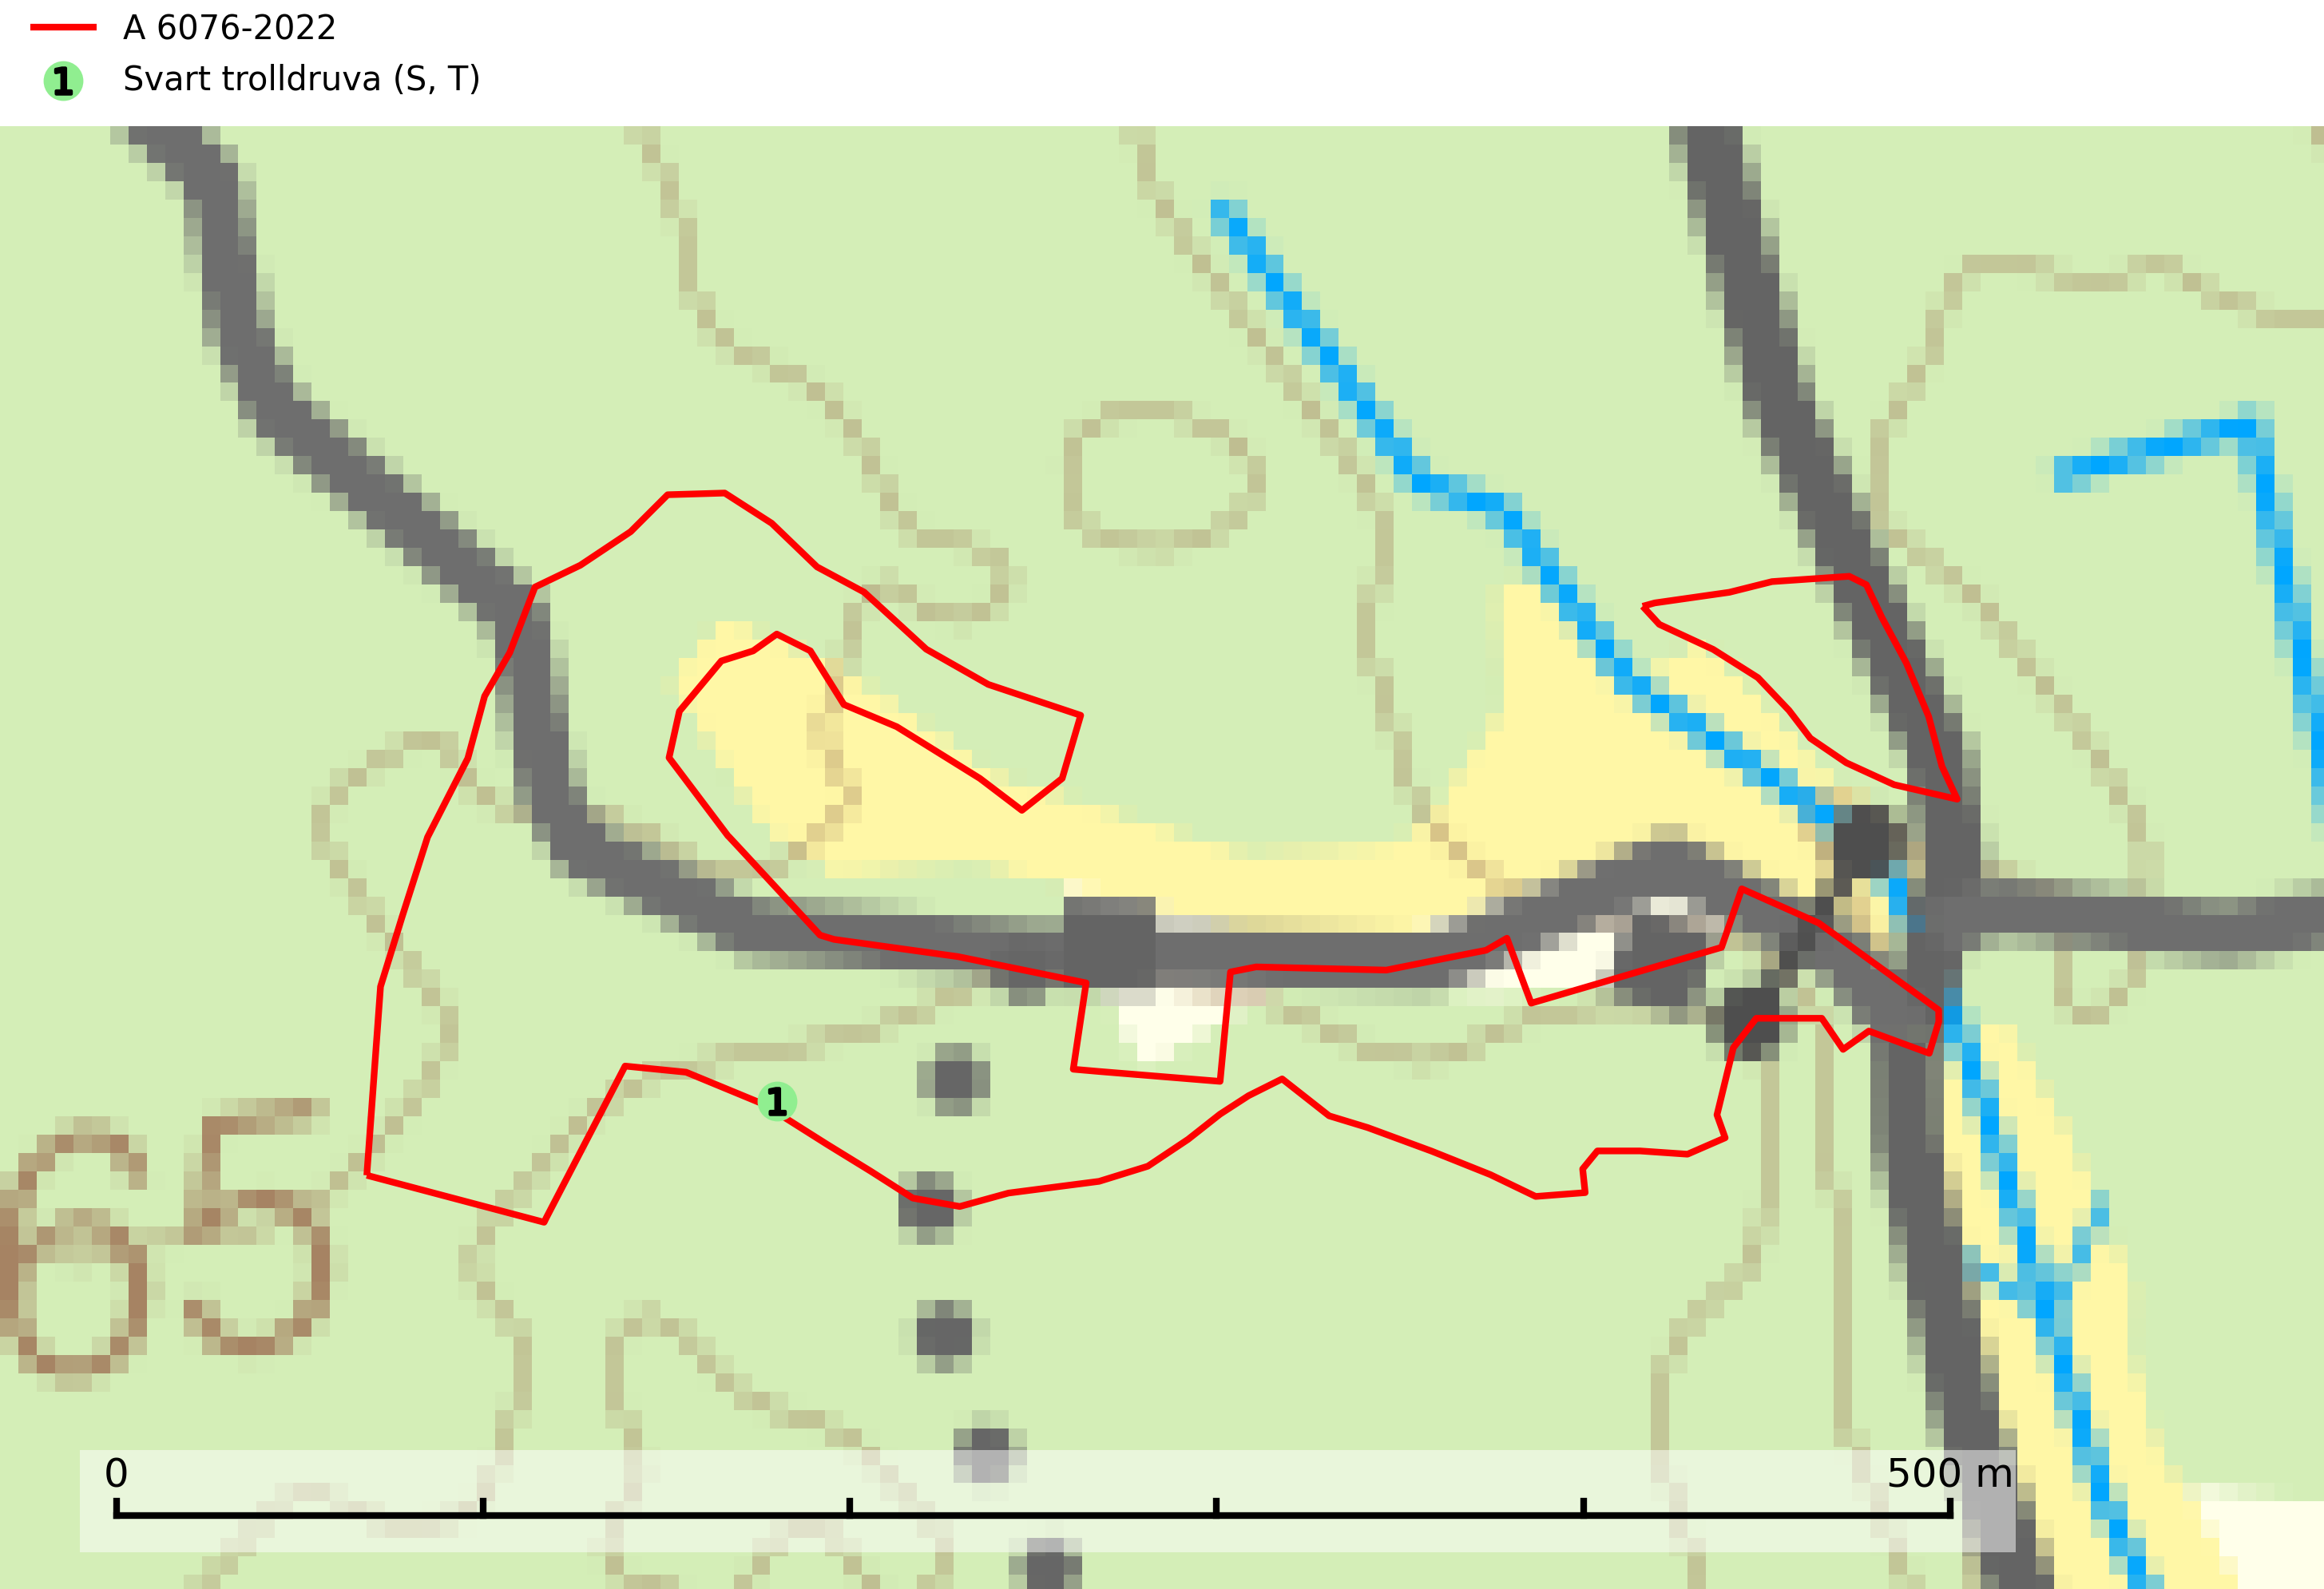 A 6076-2022
1 Svart trolldruva (S, T)
1
65
0 500 m